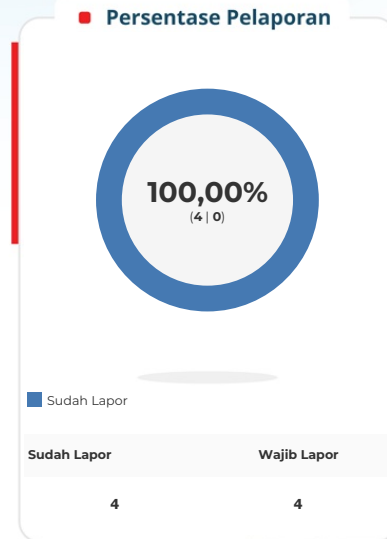 Persentase Pelaporan
100,00%
(4 | 0)
Sudah Lapor
Sudah Lapor Wajib Lapor
4 4